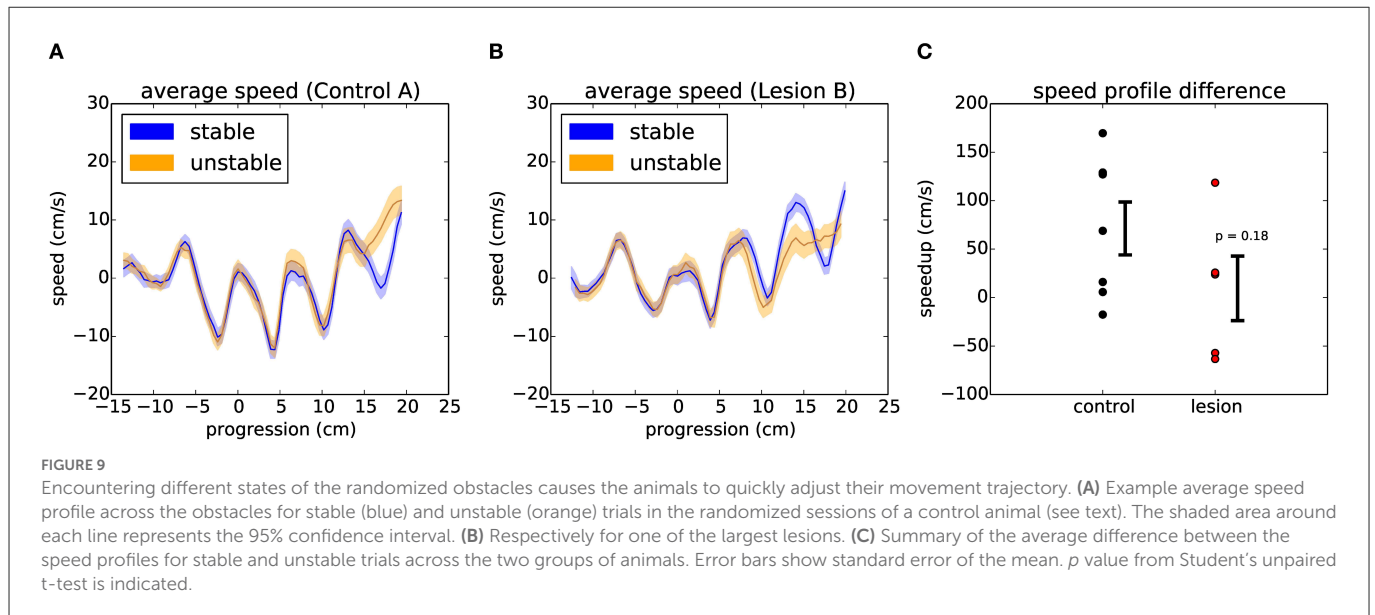 A
average speed (Control A)
30
20
10
0
−10
−20
speed (cm/s)
stable
unstable
−15 −10 −5 0 5 10 15 20 25
progression (cm)
B
average speed (Lesion B)
30
20
10
0
−10
−20
speed (cm/s)
stable
unstable
−15 −10 −5 0 5 10 15 20 25
progression (cm)
C
speed profile difference
200
150
100
50
0
−50
−100
speedup (cm/s)
p = 0.18
control lesion
FIGURE 9
Encountering different states of the randomized obstacles causes the animals to quickly adjust their movement trajectory. (A) Example average speed
profile across the obstacles for stable (blue) and unstable (orange) trials in the randomized sessions of a control animal (see text). The shaded area around
each line represents the 95% confidence interval. (B) Respectively for one of the largest lesions. (C) Summary of the average difference between the
speed profiles for stable and unstable trials across the two groups of animals. Error bars show standard error of the mean. p value from Student's unpaired
t-test is indicated.